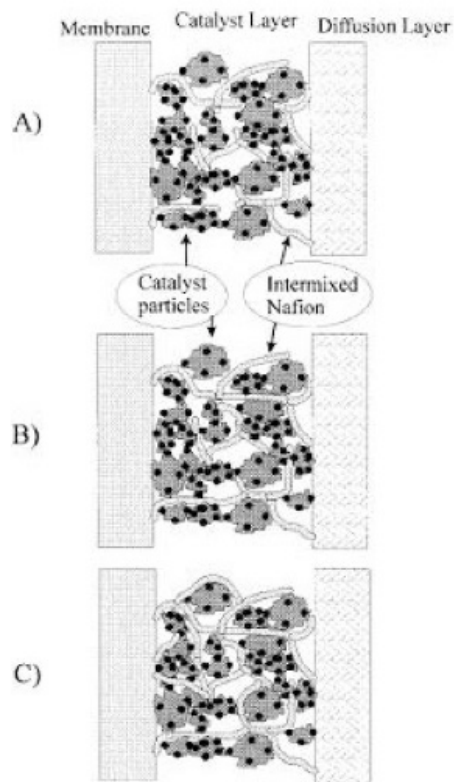 Membrane Catalyst Layer Diffusion Layer
A)
Catalyst particles
Intermixed Nafion
B)
C)